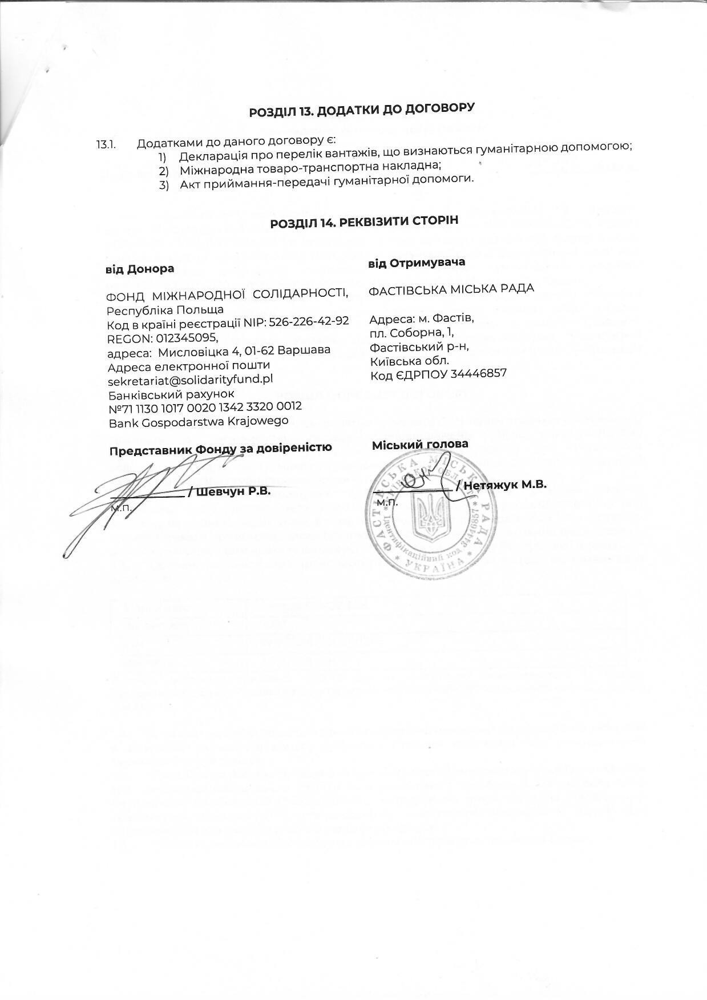 РОЗДІЛ 13. ДОДАТКИ ДО ДОГОВОРУ
13.1. Додатками до даного договору є:
1) Декларація про перелік вантажів, що визнаються гуманітарною допомогою;
2) Міжнародна товаро-транспортна накладна;
3) Акт приймання-передачі гуманітарної допомоги.
РОЗДІЛ 14. РЕКВІЗИТИ СТОРІН
від Донора
ФОНД МІЖНАРОДНОЇ СОЛІДАРНОСТІ,
Республіка Польща
Код в країні реєстрації NIP: 526-226-42-92
REGON: 012345095,
адреса: Мисловіцка 4, 01-62 Варшава
Адреса електронної пошти
sekretariat@solidarityfund.pl
Банківський рахунок
№71 1130 1017 0020 1342 3320 0012
Bank Gospodarstwa Krajowego
Представник Фонду за довіреністю
____________ / Шевчун Р.В.
М.П.
від Отримувача
ФАСТІВСЬКА МІСЬКА РАДА
Адреса: м. Фастів,
пл. Соборна, 1,
Фастівський р-н,
Київська обл.
Код ЄДРПОУ 34446857
Міський голова
____________ / Нетяжук М.В.
М.П.
ФАСТІВСЬКА МІСЬКА РАДА
* УКРАЇНА *
КИЇВСЬКОЇ ОБЛАСТІ
* Ідентифікаційний код 34446857 *